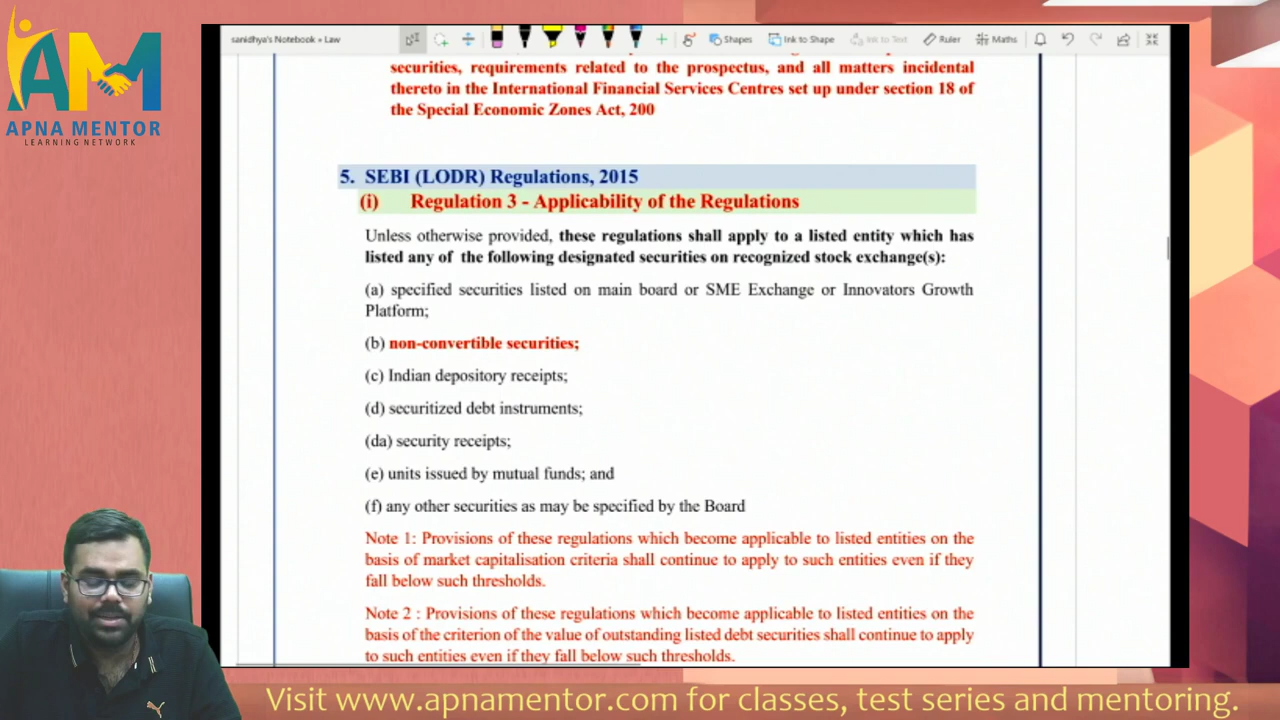 AM
APNA MENTOR
LEARNING NETWORK
sanidhya's Notebook » Law
Shapes
Ink to Shape
Ink to Text
Ruler
Maths
securities, requirements related to the prospectus, and all matters incidental
thereto in the International Financial Services Centres set up under section 18 of
the Special Economic Zones Act, 200
5. SEBI (LODR) Regulations, 2015
(i) Regulation 3 - Applicability of the Regulations
Unless otherwise provided, these regulations shall apply to a listed entity which has
listed any of the following designated securities on recognized stock exchange(s):
(a) specified securities listed on main board or SME Exchange or Innovators Growth
Platform;
(b) non-convertible securities;
(c) Indian depository receipts;
(d) securitized debt instruments;
(da) security receipts;
(e) units issued by mutual funds; and
(f) any other securities as may be specified by the Board
Note 1: Provisions of these regulations which become applicable to listed entities on the
basis of market capitalisation criteria shall continue to apply to such entities even if they
fall below such thresholds.
Note 2 : Provisions of these regulations which become applicable to listed entities on the
basis of the criterion of the value of outstanding listed debt securities shall continue to apply
to such entities even if they fall below such thresholds.
Visit www.apnamentor.com for classes, test series and mentoring.